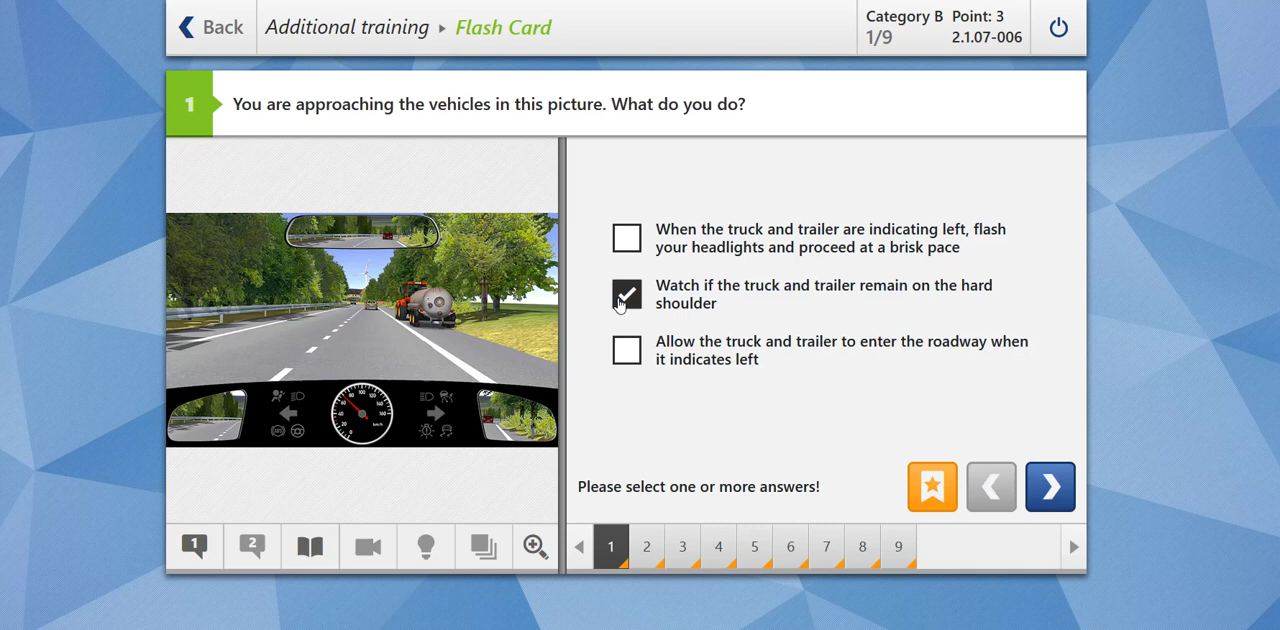 Back
Additional training ▸ Flash Card
Category B Point: 3
1/9 2.1.07-006
1 You are approaching the vehicles in this picture. What do you do?
When the truck and trailer are indicating left, flash
your headlights and proceed at a brisk pace
Watch if the truck and trailer remain on the hard
shoulder
Allow the truck and trailer to enter the roadway when
it indicates left
Please select one or more answers!
1 2
1 2 3 4 5 6 7 8 9